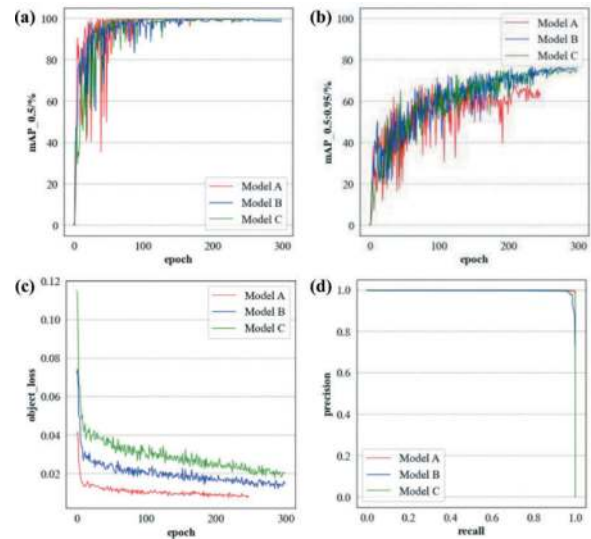 (a)
100
80
60
40
20
0
mAP_0.5/%
Model A
Model B
Model C
0 100 200 300
epoch
(b)
100
80
60
40
20
0
mAP_0.5:0.95/%
Model A
Model B
Model C
0 100 200 300
epoch
(c)
0.12
0.10
0.08
0.06
0.04
0.02
object_loss
Model A
Model B
Model C
0 100 200 300
epoch
(d)
1.0
0.8
0.6
0.4
0.2
0.0
precision
Model A
Model B
Model C
0.0 0.2 0.4 0.6 0.8 1.0
recall